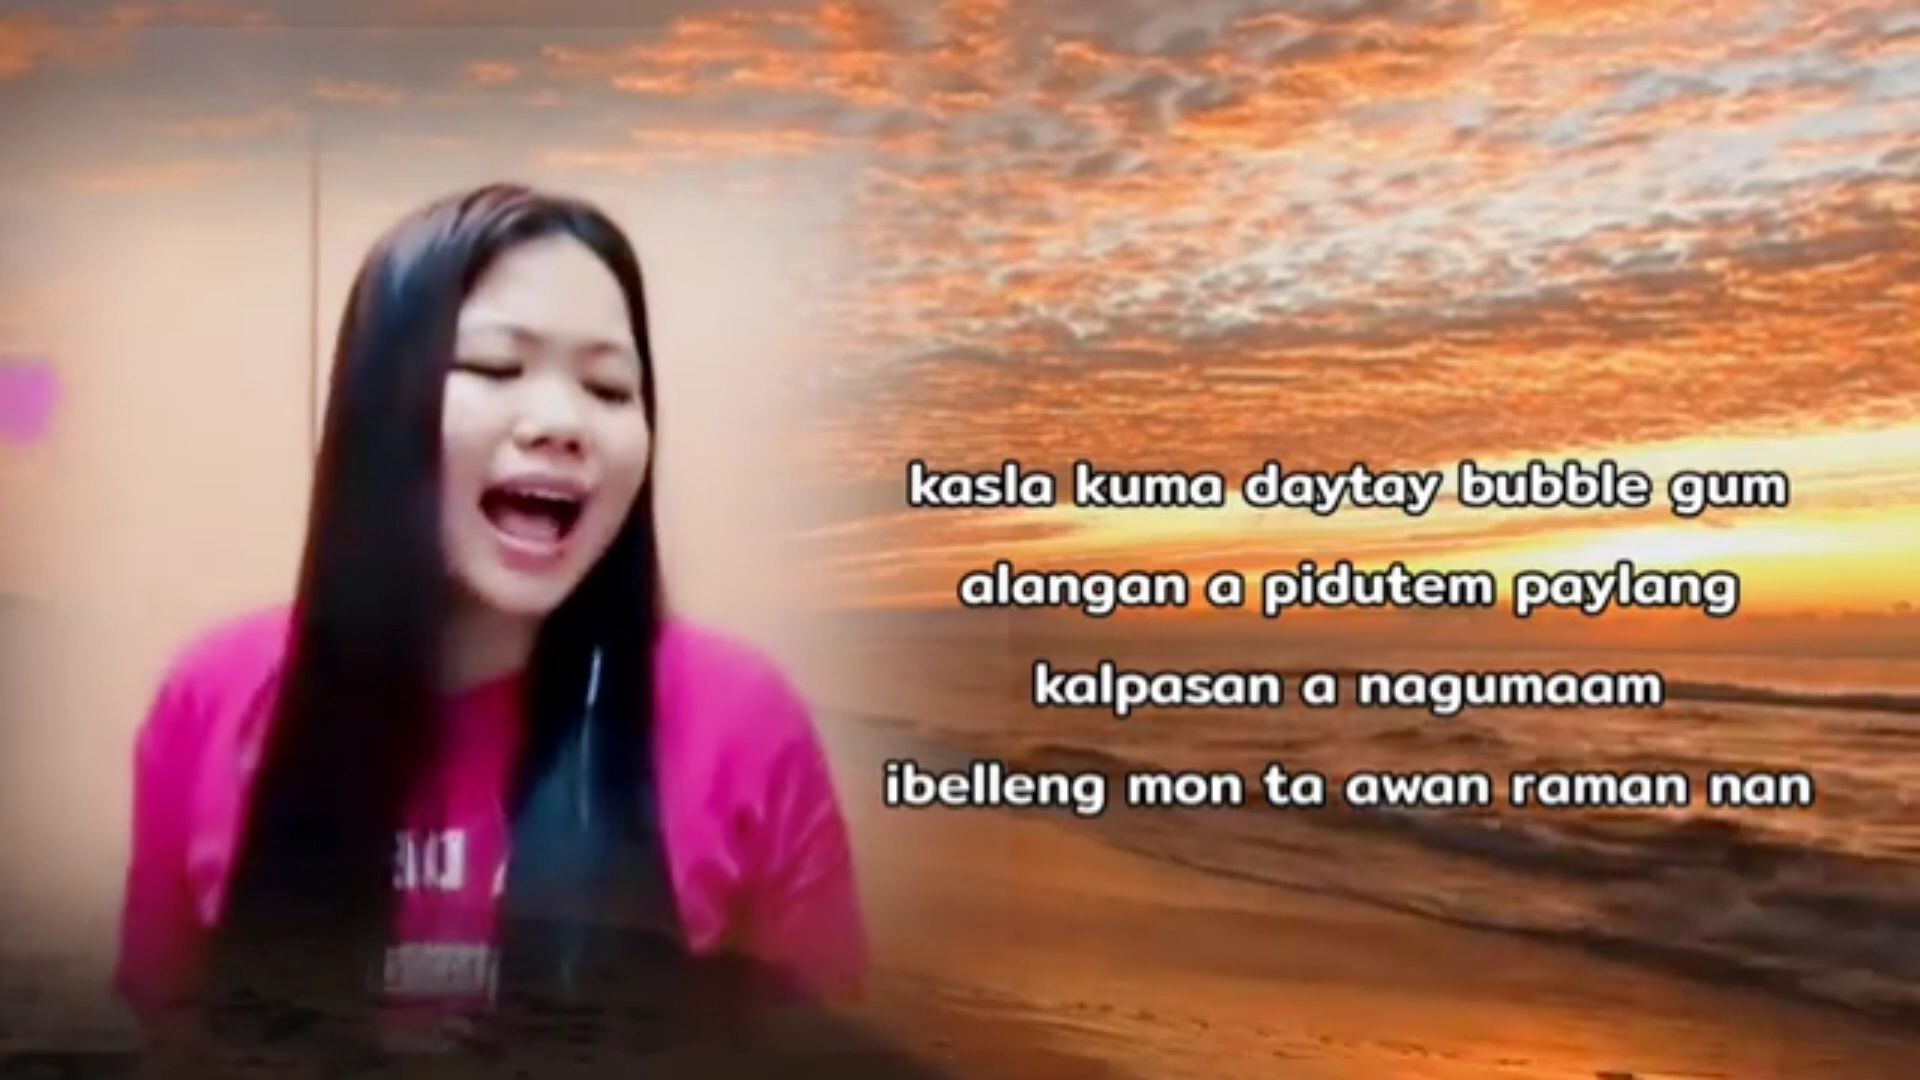 kasla kuma daytay bubble gum
alangan a pidutem paylang
kalpasan a nagumaam
ibelleng mon ta awan raman nan